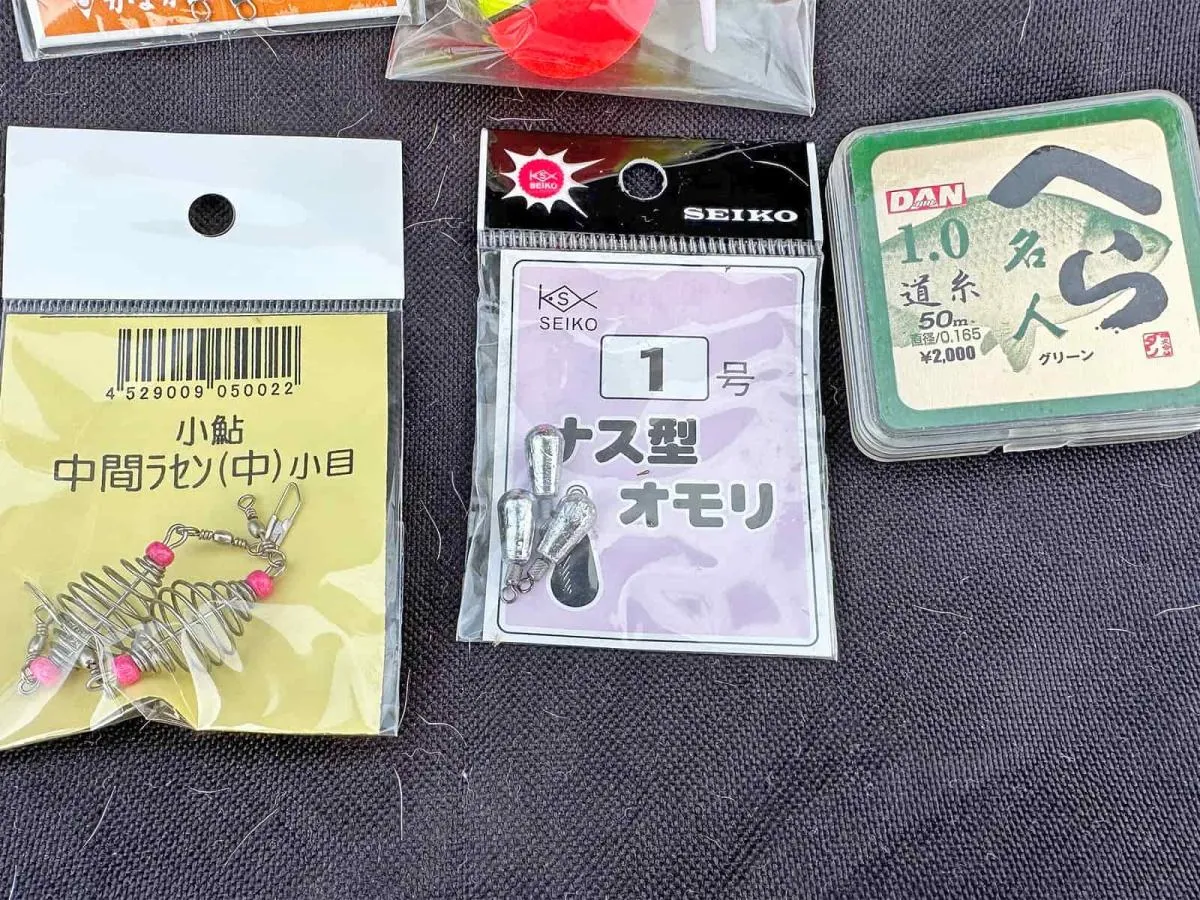 4 529009 050022
小鮎
中間ラセン(中)小目
SEIKO
SEIKO
S
SEIKO
1号
ナス型
オモリ
DAN
へら
名人
1.0
道糸
50m
直径/0.165
¥2,000
グリーン